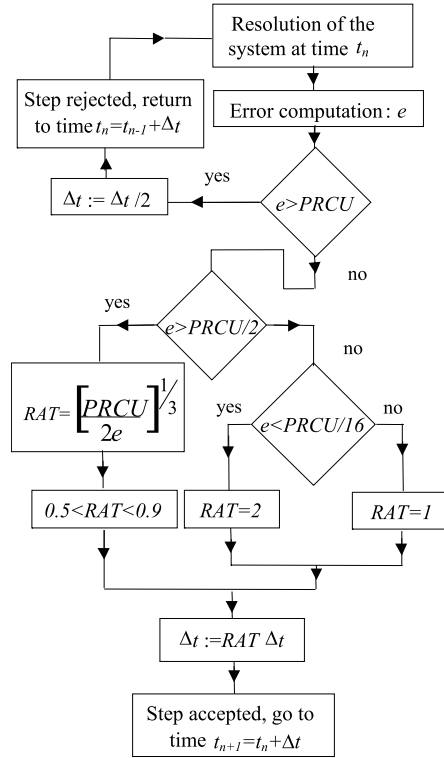 Resolution of the
system at time tₙ
Step rejected, return
to time tₙ=tₙ₋₁+Δt
Error computation: e
yes
Δt := Δt /2
e>PRCU
no
yes
e>PRCU/2
no
RAT=[PRCU/2e]^1/3
yes
e<PRCU/16
no
0.5<RAT<0.9
RAT=2
RAT=1
Δt:=RAT Δt
Step accepted, go to
time tₙ₊₁=tₙ+Δt